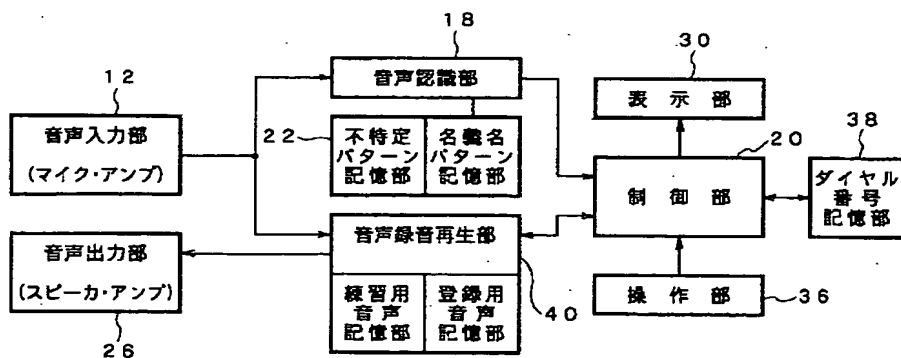 18
音声認識部
12
音声入力部
(マイク・アンプ)
22
不特定
パターン
記憶部
名義名
パターン
記憶部
30
表示部
20
制御部
38
ダイヤル
番号
記憶部
音声録音再生部
音声出力部
(スピーカ・アンプ)
26
練習用
音声
記憶部
登録用
音声
記憶部
40
操作部
36